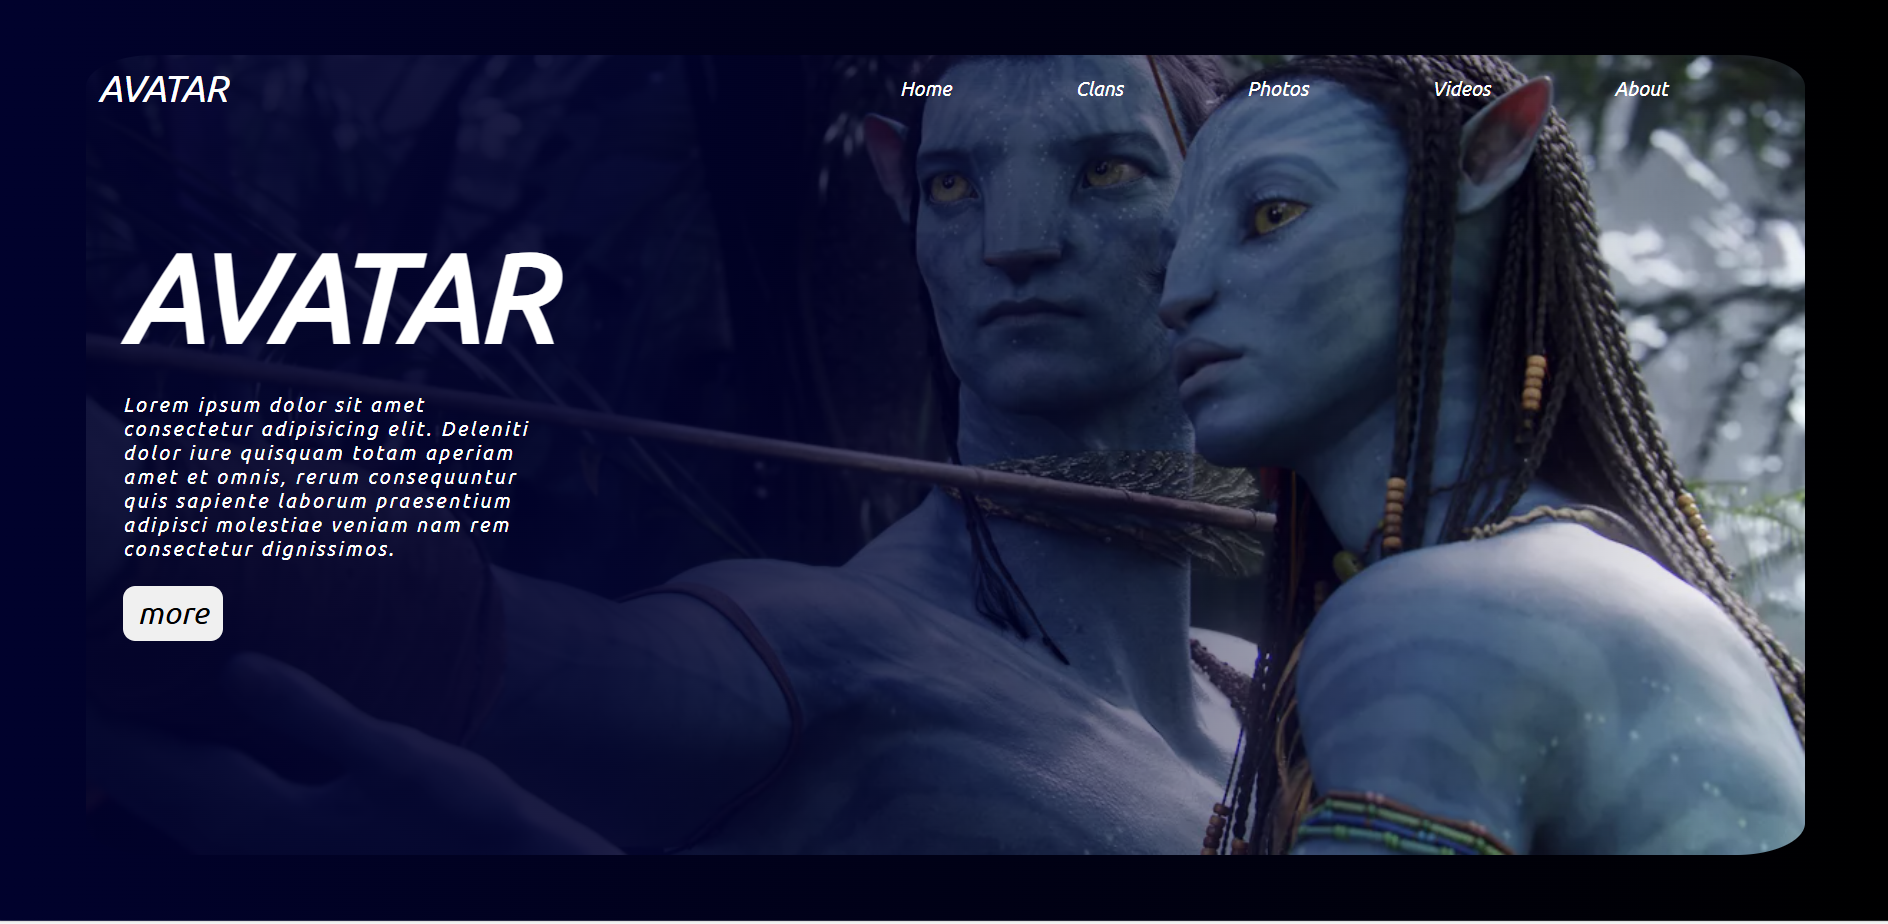 AVATAR
Home Clans Photos Videos About
AVATAR
Lorem ipsum dolor sit amet
consectetur adipisicing elit. Deleniti
dolor iure quisquam totam aperiam
amet et omnis, rerum consequuntur
quis sapiente laborum praesentium
adipisci molestiae veniam nam rem
consectetur dignissimos.
more